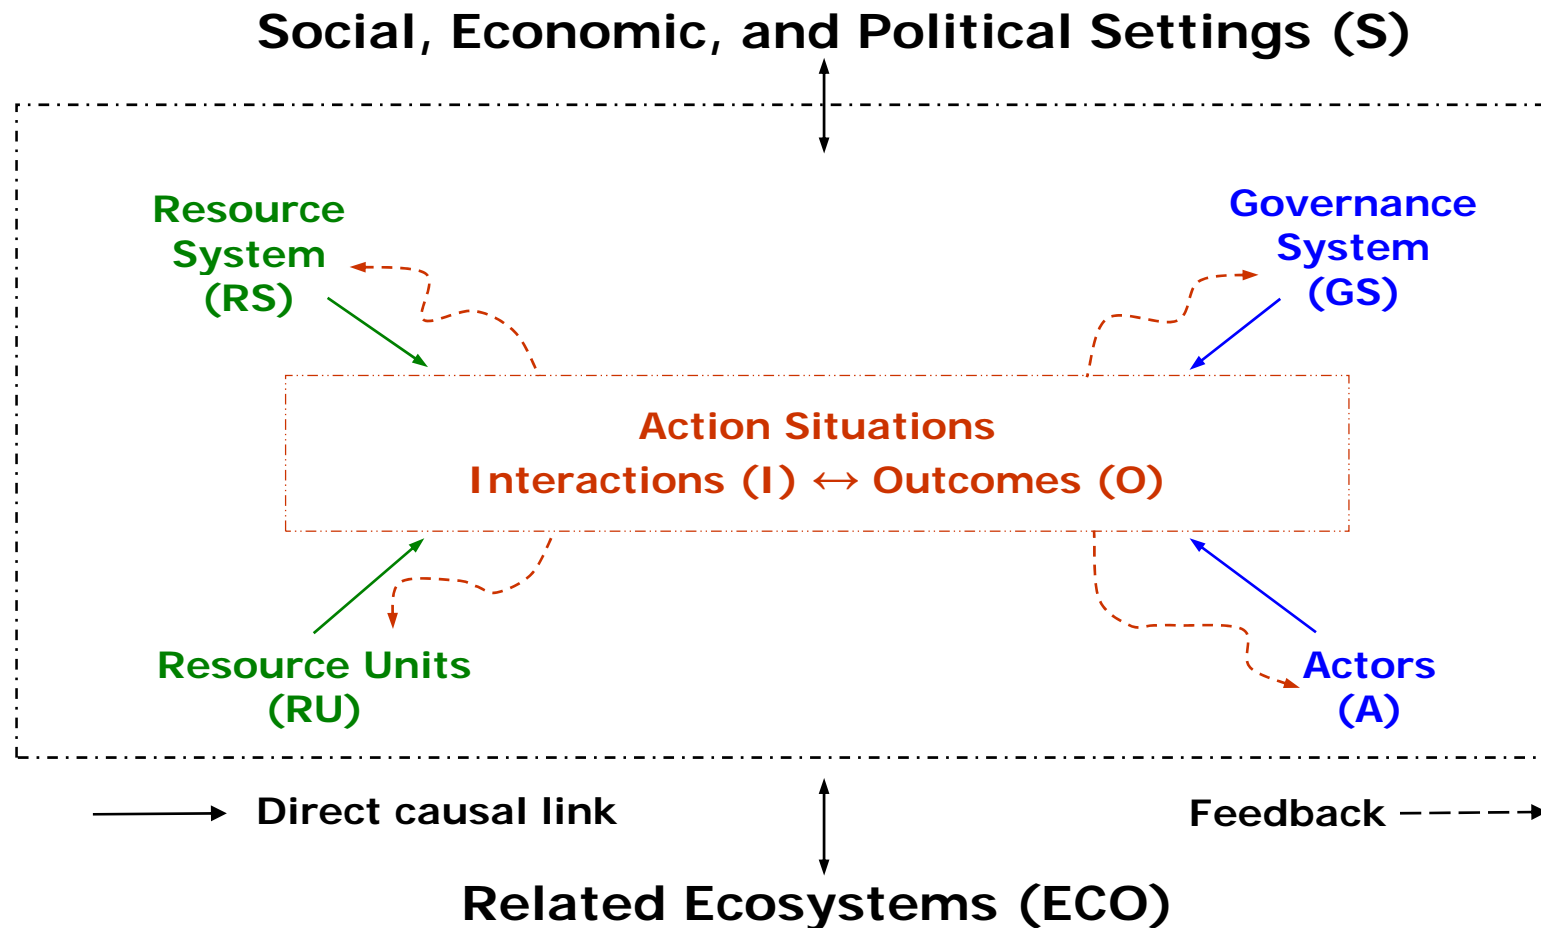 Social, Economic, and Political Settings (S)
Resource
System
(RS)
Governance
System
(GS)
Action Situations
Interactions (I) ↔ Outcomes (O)
Resource Units
(RU)
Actors
(A)
Direct causal link
Feedback
Related Ecosystems (ECO)